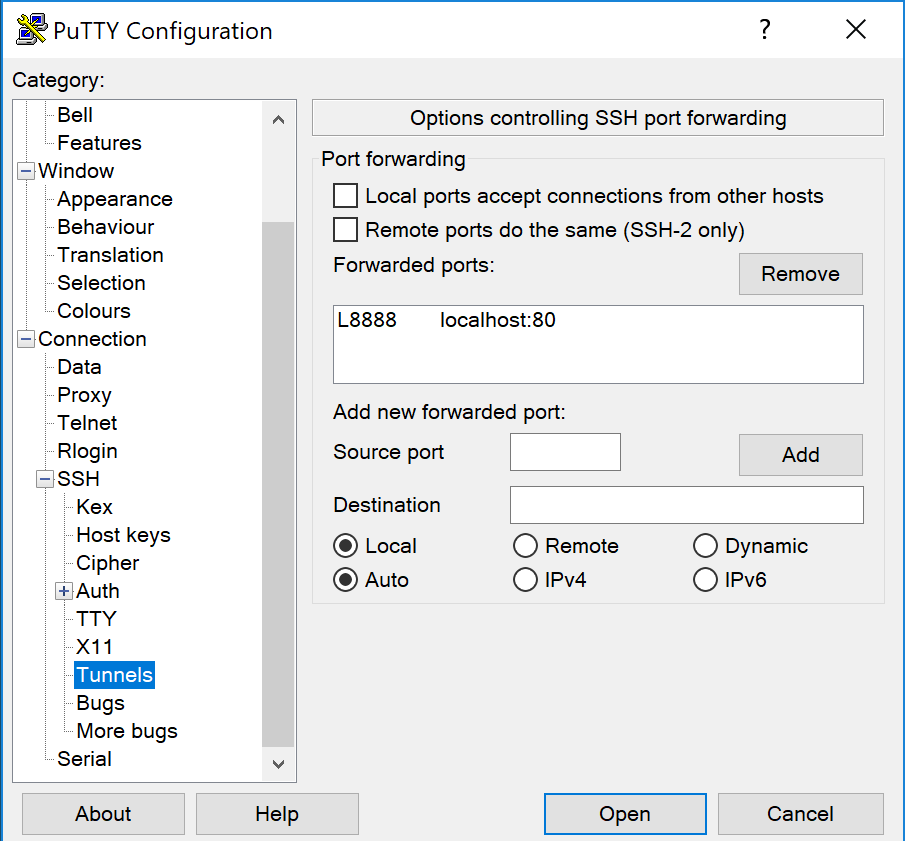 PuTTY Configuration
?
Category:
Bell
Features
Window
Appearance
Behaviour
Translation
Selection
Colours
Connection
Data
Proxy
Telnet
Rlogin
SSH
Kex
Host keys
Cipher
Auth
TTY
X11
Tunnels
Bugs
More bugs
Serial
Options controlling SSH port forwarding
Port forwarding
Local ports accept connections from other hosts
Remote ports do the same (SSH-2 only)
Forwarded ports:
Remove
L8888 localhost:80
Add new forwarded port:
Source port
Add
Destination
Local Remote Dynamic
Auto IPv4 IPv6
About Help Open Cancel